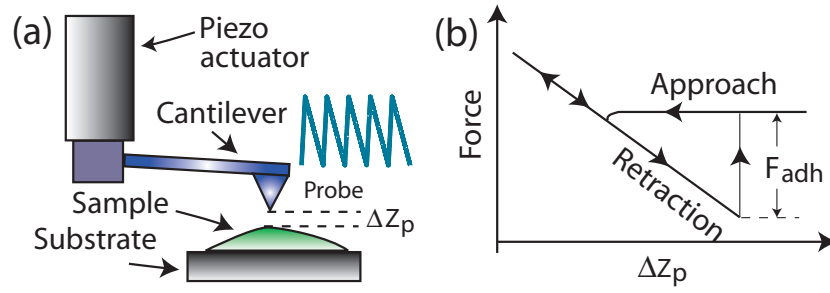 (a)
Piezo
actuator
Cantilever
Probe
Sample
ΔZp
Substrate
(b)
Approach
Force
Retraction
Fadh
ΔZp